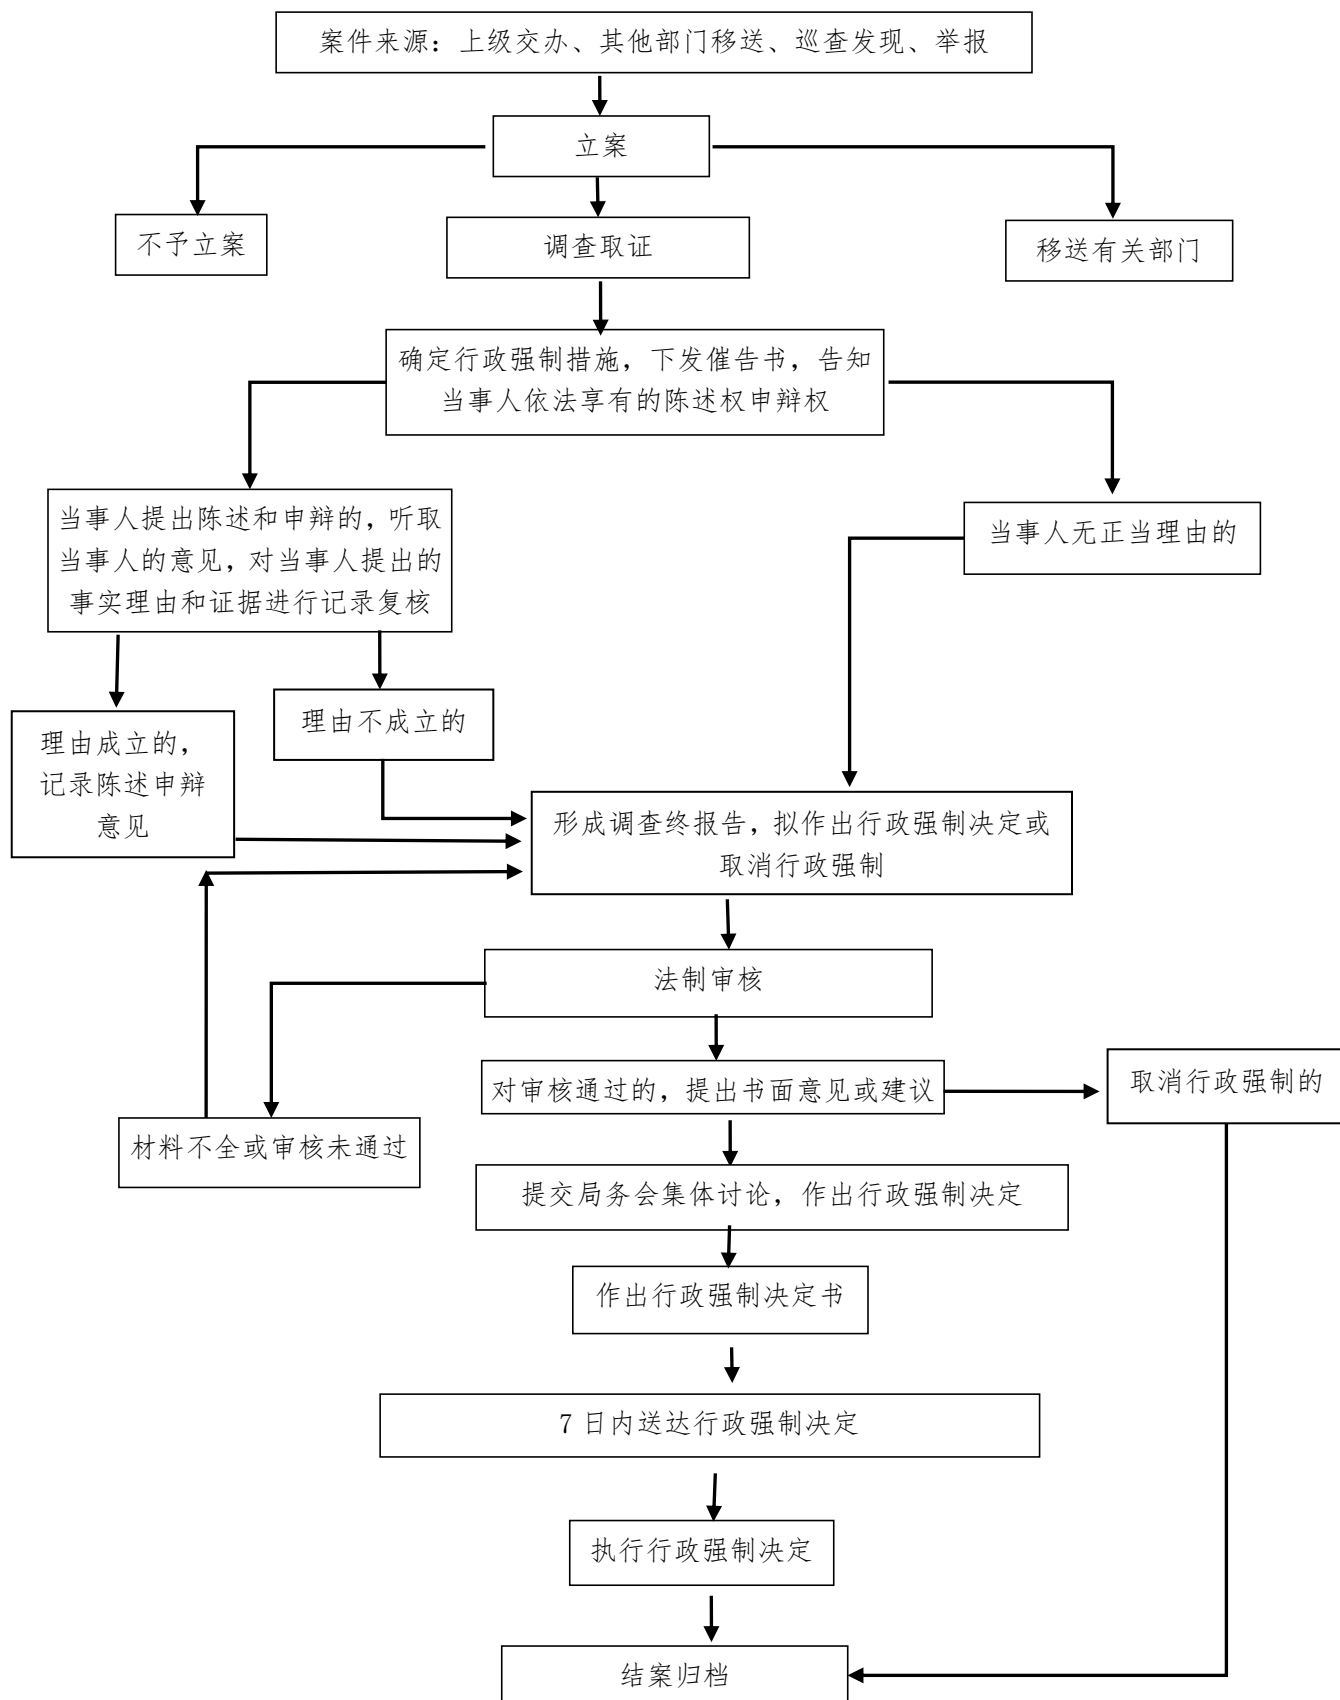 案件来源：上级交办、其他部门移送、巡查发现、举报
立案
不予立案
调查取证
移送有关部门
确定行政强制措施，下发催告书，告知
当事人依法享有的陈述权申辩权
当事人提出陈述和申辩的，听取
当事人的意见，对当事人提出的
事实理由和证据进行记录复核
当事人无正当理由的
理由不成立的
理由成立的，
记录陈述申辩
意见
形成调查终报告，拟作出行政强制决定或
取消行政强制
法制审核
对审核通过的，提出书面意见或建议
取消行政强制的
材料不全或审核未通过
提交局务会集体讨论，作出行政强制决定
作出行政强制决定书
7 日内送达行政强制决定
执行行政强制决定
结案归档